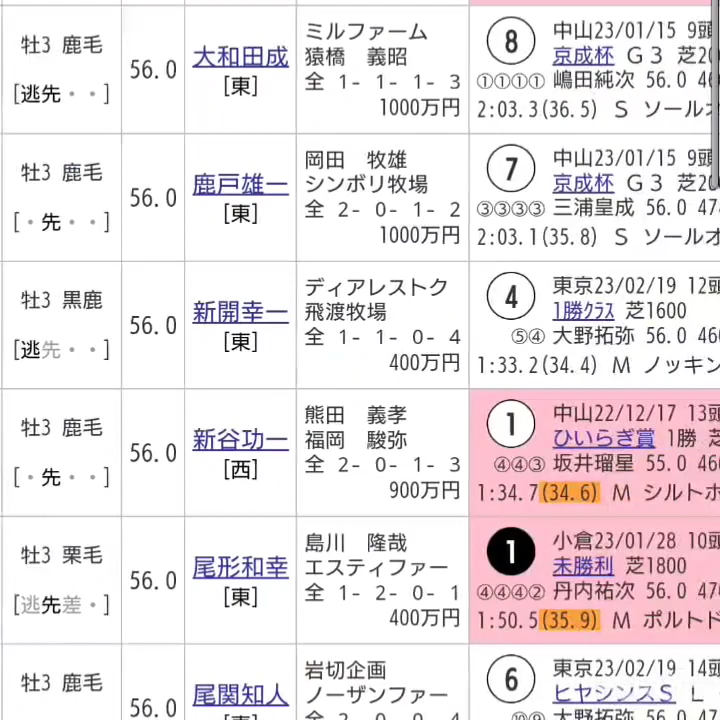 牡3 鹿毛
[逃先・・]
56.0
大和田成
[東]
ミルファーム
猿橋 義昭
全 1- 1- 1- 3
1000万円
8 中山23/01/15 9頭
京成杯 G3 芝20
①①①① 嶋田純次 56.0 46
2:03.3(36.5) S ソールオ
牡3 鹿毛
[・先・・]
56.0
鹿戸雄一
[東]
岡田 牧雄
シンボリ牧場
全 2- 0- 1- 2
1000万円
7 中山23/01/15 9頭
京成杯 G3 芝20
③③③③ 三浦皇成 56.0 47
2:03.1(35.8) S ソールオ
牡3 黒鹿
[逃先・・]
56.0
新開幸一
[東]
ディアレストク
飛渡牧場
全 1- 1- 0- 4
400万円
4 東京23/02/19 12頭
1勝クラス 芝1600
⑤④ 大野拓弥 56.0 46
1:33.2(34.4) M ノッキン
牡3 鹿毛
[・先・・]
56.0
新谷功一
[西]
熊田 義孝
福岡 駿弥
全 2- 0- 1- 3
900万円
1 中山22/12/17 13頭
ひいらぎ賞 1勝 芝
④④③ 坂井瑠星 55.0 460
1:34.7(34.6) M シルトホ
牡3 栗毛
[逃先差・]
56.0
尾形和幸
[東]
島川 隆哉
エスティファー
全 1- 2- 0- 1
400万円
1 小倉23/01/28 10頭
未勝利 芝1800
④④④② 丹内祐次 56.0 470
1:50.5(35.9) M ポルトド
牡3 鹿毛
56.0
尾関知人
岩切企画
ノーザンファー
6 東京23/02/19 14頭
ヒヤシンスS L